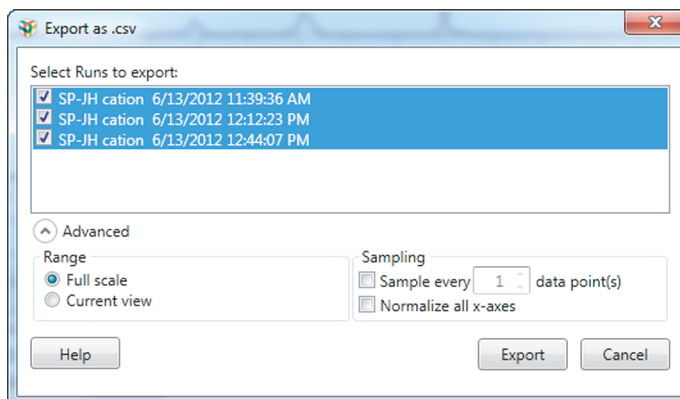 Export as .csv
Select Runs to export:
SP-JH cation 6/13/2012 11:39:36 AM
SP-JH cation 6/13/2012 12:12:23 PM
SP-JH cation 6/13/2012 12:44:07 PM
Advanced
Range
Full scale
Current view
Sampling
Sample every 1 data point(s)
Normalize all x-axes
Help
Export
Cancel